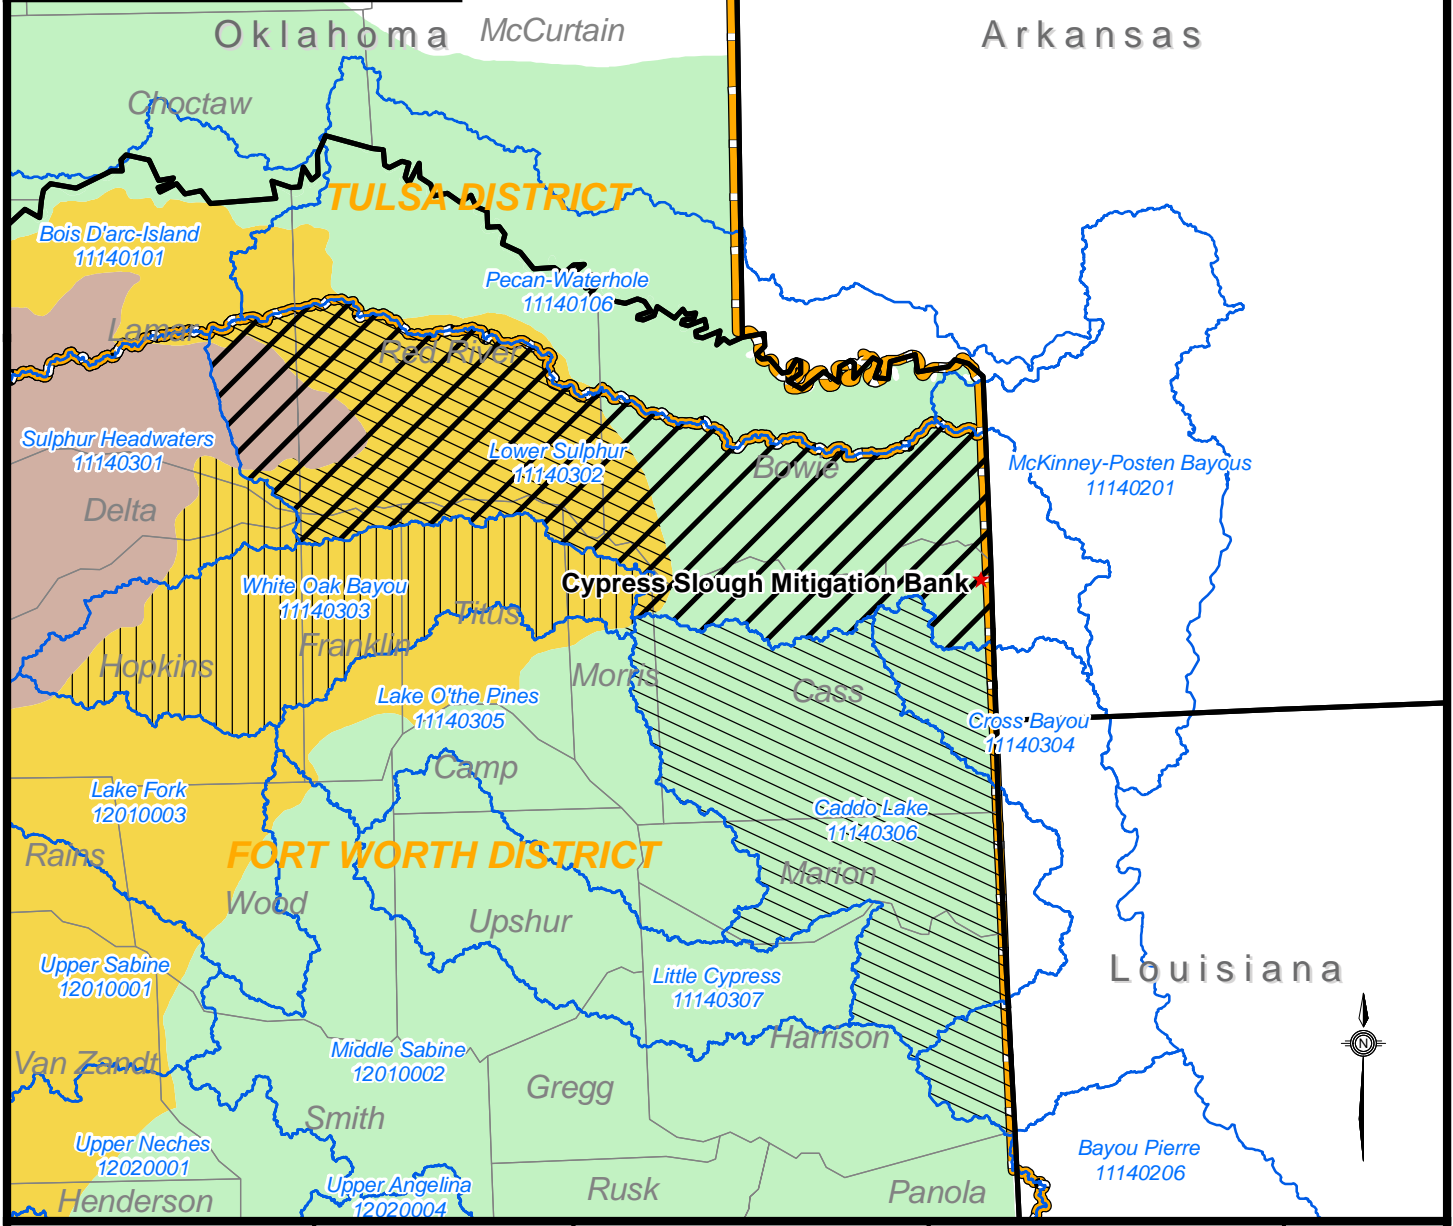 Oklahoma
McCurtain
Arkansas
Choctaw
TULSA DISTRICT
Bois D'arc-Island
11140101
Pecan-Waterhole
11140106
Lamar
Red River
Sulphur Headwaters
11140301
Lower Sulphur
11140302
Bowie
McKinney-Posten Bayous
11140201
Delta
White Oak Bayou
11140303
Cypress Slough Mitigation Bank
Titus
Franklin
Hopkins
Morris
Cass
Lake O'the Pines
11140305
Cross Bayou
11140304
Camp
Lake Fork
12010003
Caddo Lake
11140306
Rains
FORT WORTH DISTRICT
Marion
Wood
Upshur
Upper Sabine
12010001
Little Cypress
11140307
Louisiana
Harrison
N
Van Zandt
Middle Sabine
12010002
Gregg
Smith
Upper Neches
12020001
Bayou Pierre
11140206
Upper Angelina
12020004
Henderson
Rusk
Panola